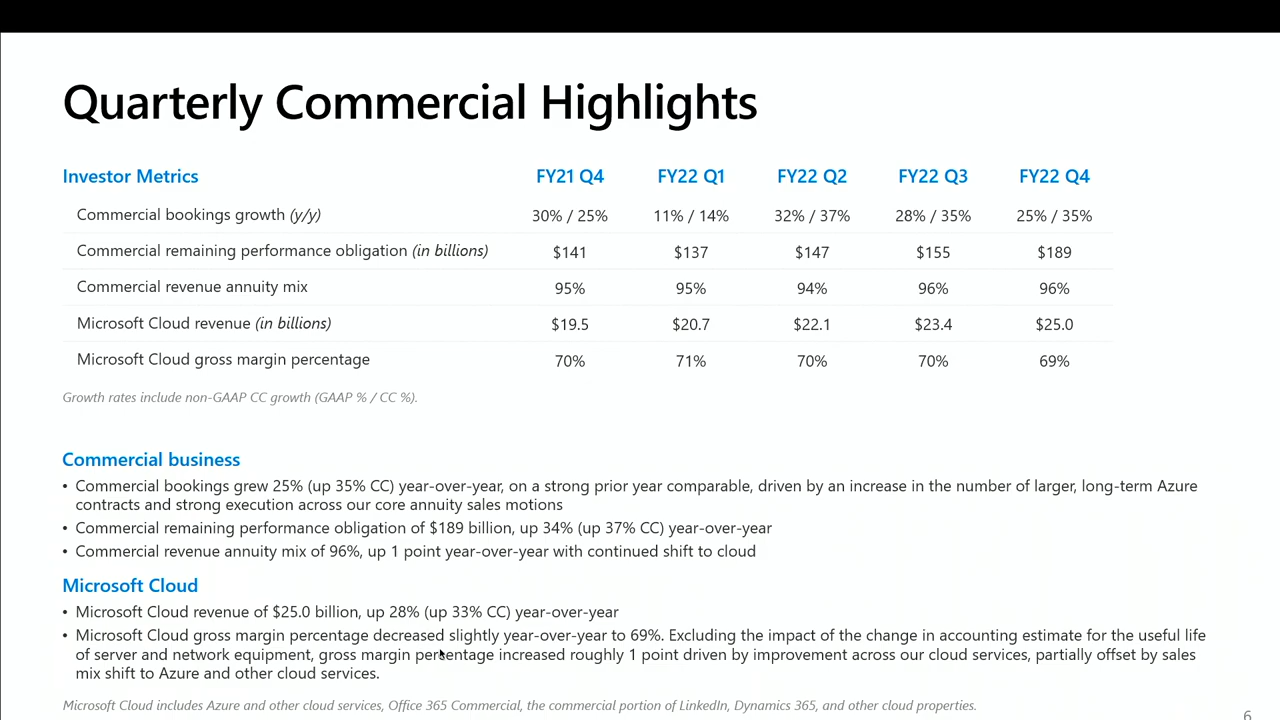 Quarterly Commercial Highlights
Investor Metrics FY21 Q4 FY22 Q1 FY22 Q2 FY22 Q3 FY22 Q4
Commercial bookings growth (y/y) 30% / 25% 11% / 14% 32% / 37% 28% / 35% 25% / 35%
Commercial remaining performance obligation (in billions) $141 $137 $147 $155 $189
Commercial revenue annuity mix 95% 95% 94% 96% 96%
Microsoft Cloud revenue (in billions) $19.5 $20.7 $22.1 $23.4 $25.0
Microsoft Cloud gross margin percentage 70% 71% 70% 70% 69%
Growth rates include non-GAAP CC growth (GAAP % / CC %).
Commercial business
• Commercial bookings grew 25% (up 35% CC) year-over-year, on a strong prior year comparable, driven by an increase in the number of larger, long-term Azure
contracts and strong execution across our core annuity sales motions
• Commercial remaining performance obligation of $189 billion, up 34% (up 37% CC) year-over-year
• Commercial revenue annuity mix of 96%, up 1 point year-over-year with continued shift to cloud
Microsoft Cloud
• Microsoft Cloud revenue of $25.0 billion, up 28% (up 33% CC) year-over-year
• Microsoft Cloud gross margin percentage decreased slightly year-over-year to 69%. Excluding the impact of the change in accounting estimate for the useful life
of server and network equipment, gross margin percentage increased roughly 1 point driven by improvement across our cloud services, partially offset by sales
mix shift to Azure and other cloud services.
Microsoft Cloud includes Azure and other cloud services, Office 365 Commercial, the commercial portion of LinkedIn, Dynamics 365, and other cloud properties.
6